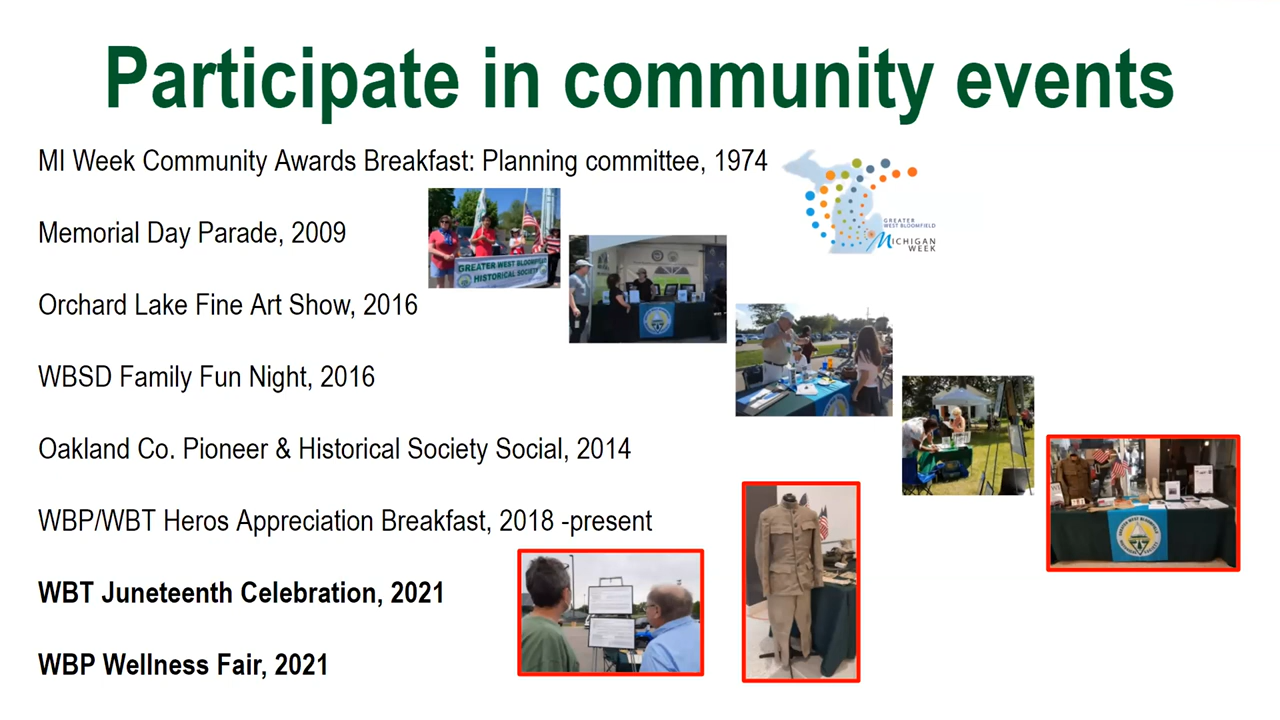 Participate in community events
MI Week Community Awards Breakfast: Planning committee, 1974
GREATER
WEST BLOOMFIELD
MICHIGAN
WEEK
Memorial Day Parade, 2009
GREATER WEST BLOOMFIELD
HISTORICAL SOCIETY
Orchard Lake Fine Art Show, 2016
WBSD Family Fun Night, 2016
Oakland Co. Pioneer & Historical Society Social, 2014
WBP/WBT Heros Appreciation Breakfast, 2018 -present
GREATER WEST BLOOMFIELD
WBT Juneteenth Celebration, 2021
WBP Wellness Fair, 2021